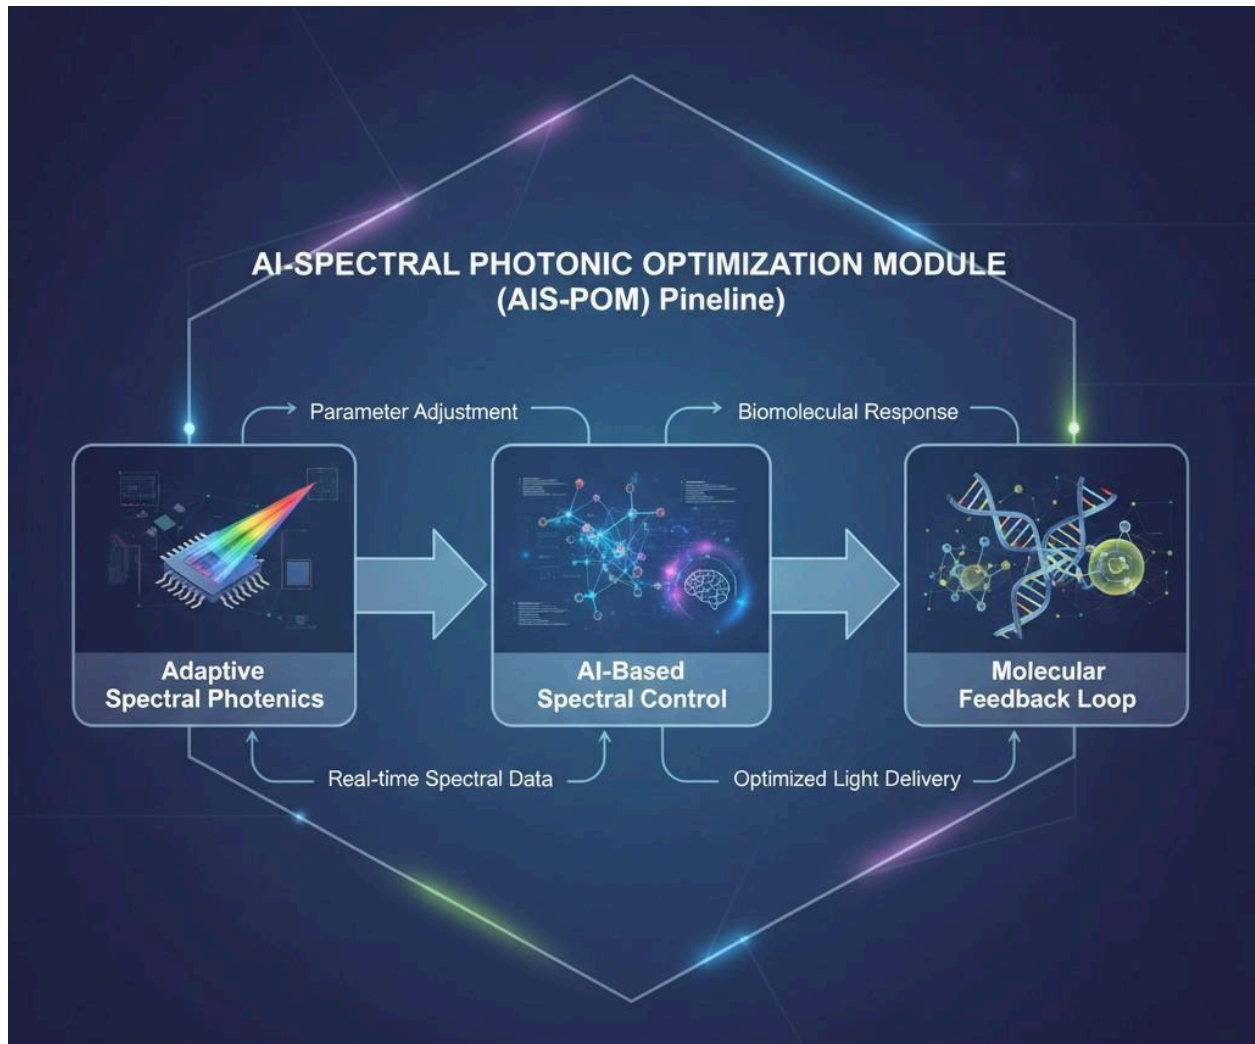 AI-SPECTRAL PHOTONIC OPTIMIZATION MODULE
(AIS-POM) Pineline)
Parameter Adjustment
Biomoleculal Response
Adaptive
Spectral Photenics
AI-Based
Spectral Control
Molecular
Feedback Loop
Real-time Spectral Data
Optimized Light Delivery